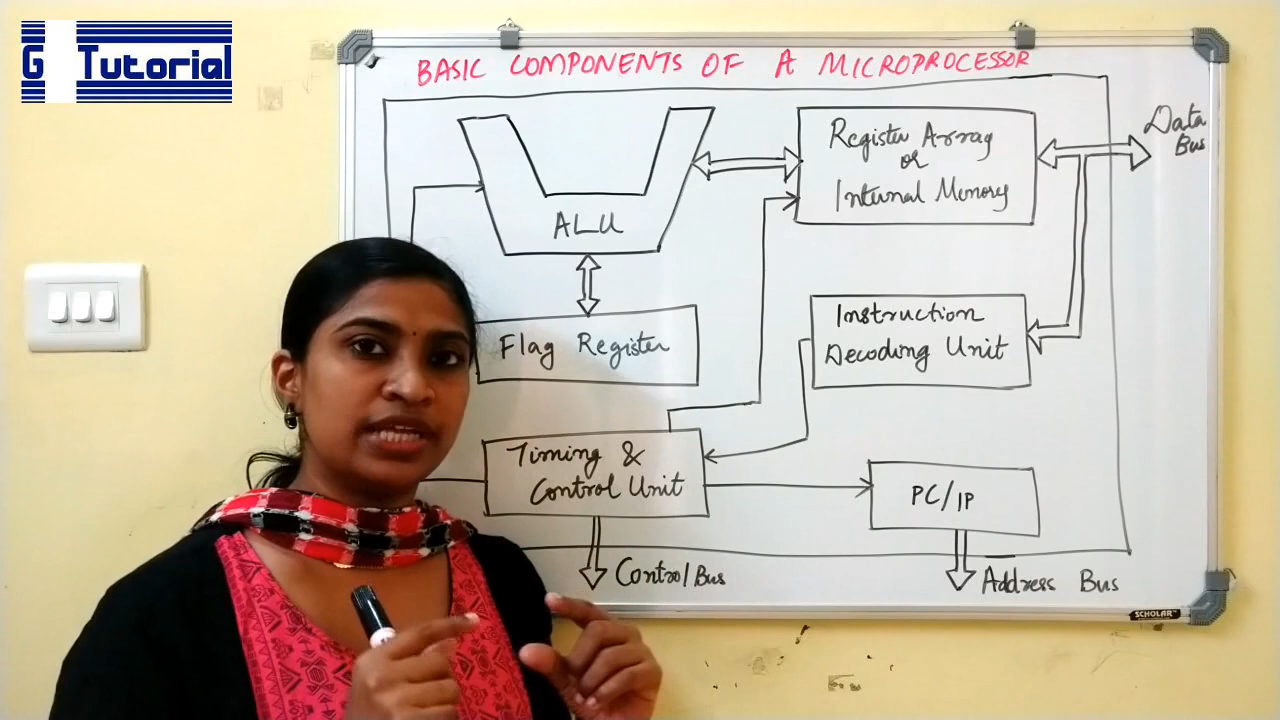 G Tutorial
BASIC COMPONENTS OF A MICROPROCESSOR
Data
Bus
Register Array
or
Internal Memory
ALU
Instruction
Decoding Unit
Flag Register
Timing &
Control Unit
PC/IP
Control Bus
Address Bus
SCHOLAR